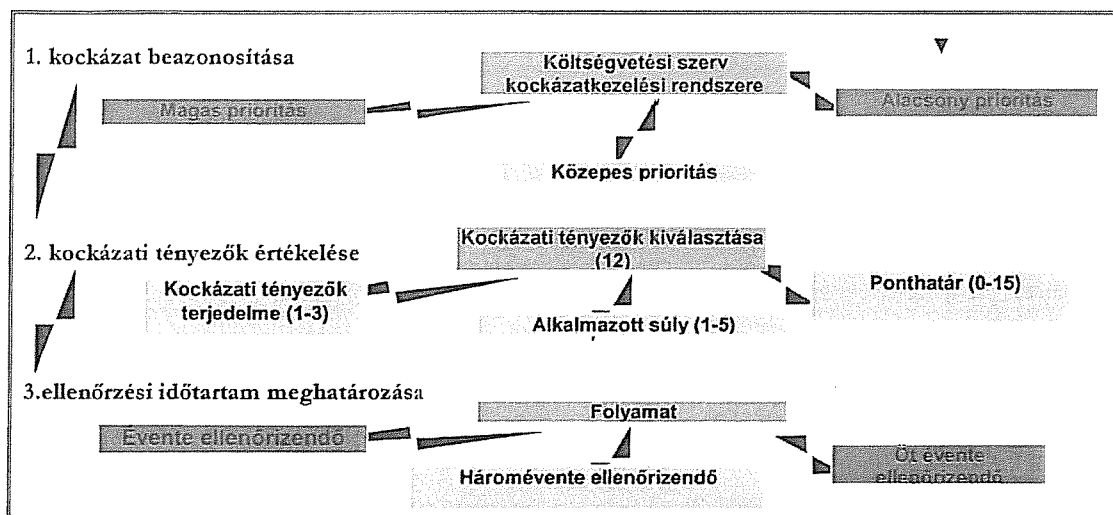 1. kockázat beazonosítása
Költségvetési szerv
kockázatkezelési rendszere
Magas prioritás
Alacsony prioritás
Közepes prioritás
2. kockázati tényezők értékelése
Kockázati tényezők kiválasztása
(12)
Kockázati tényezők
terjedelme (1-3)
Ponthatár (0-15)
Alkalmazott súly (1-5)
3.ellenőrzési időtartam meghatározása
Folyamat
Évente ellenőrizendő
Háromévente ellenőrizendő
Öt évente
ellenőrizendő